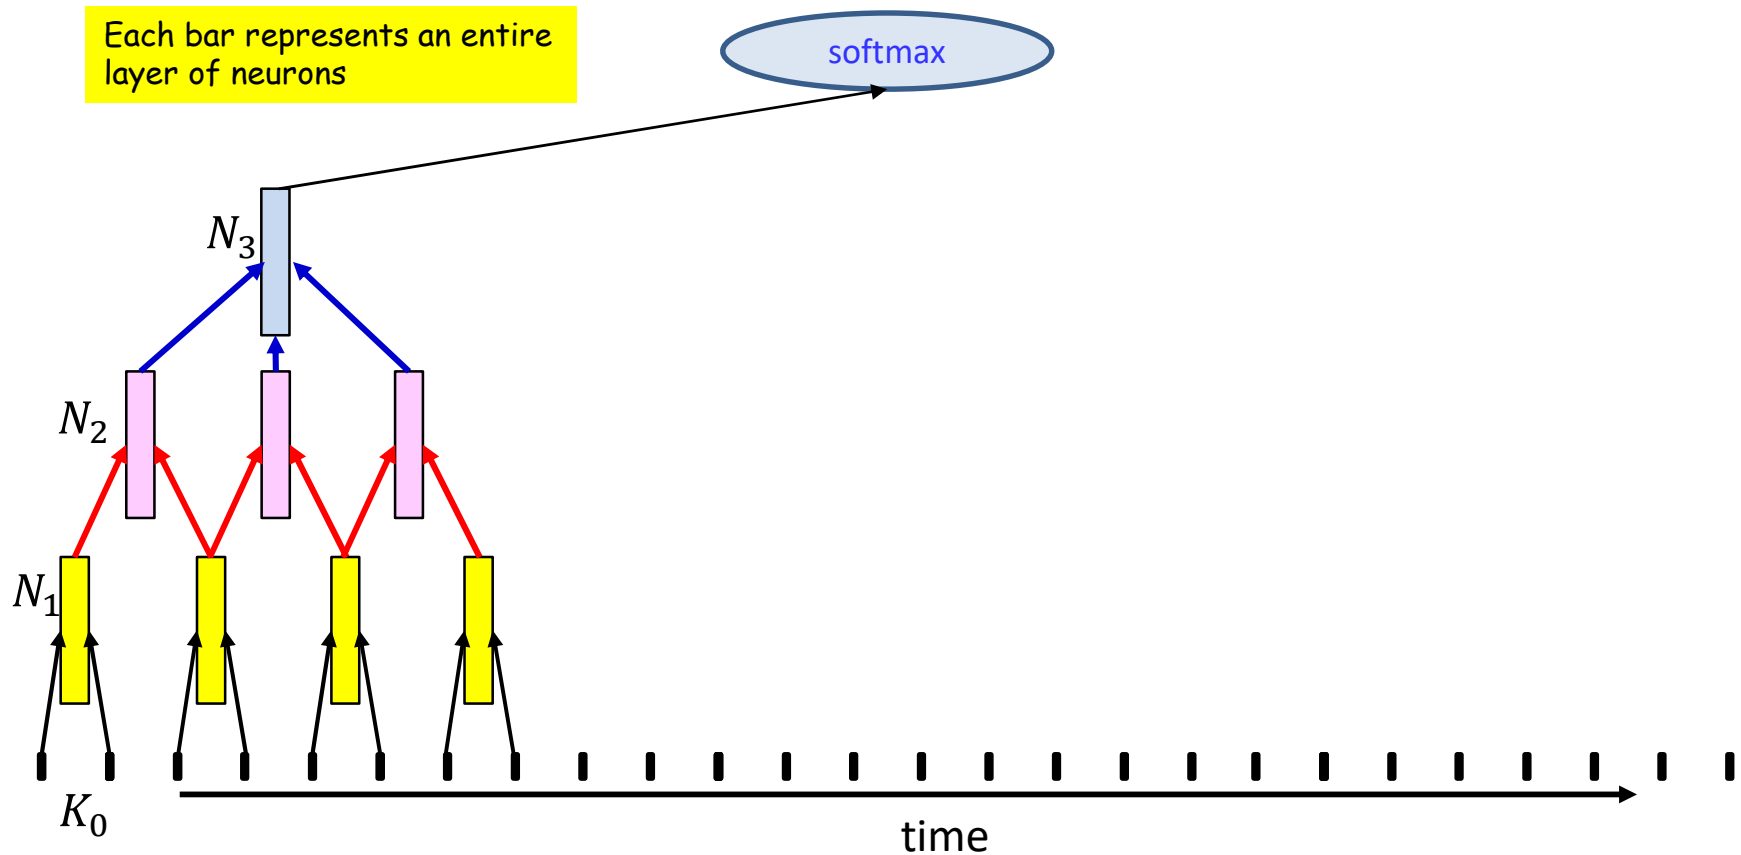 Each bar represents an entire
layer of neurons
softmax
N₃
N₂
N₁
K₀
time